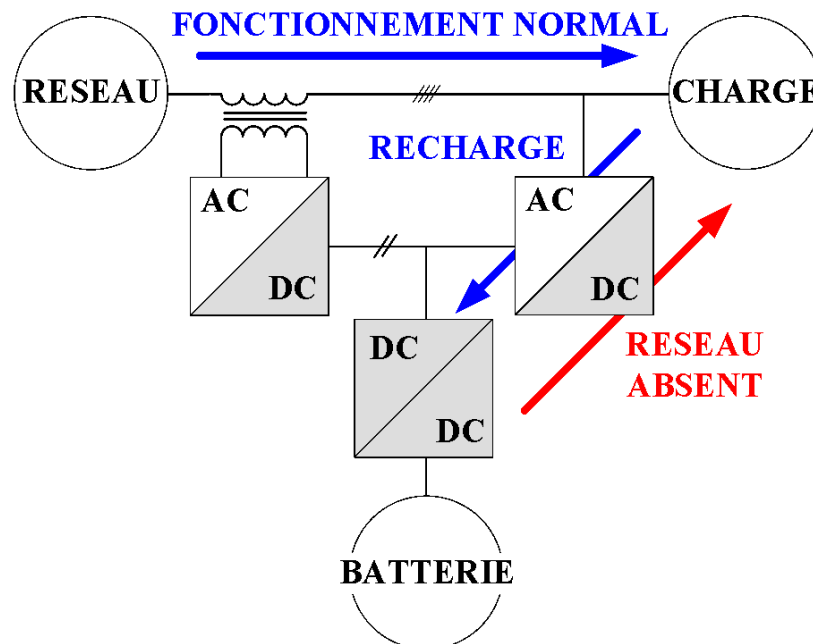 FONCTIONNEMENT NORMAL
RESEAU
CHARGE
RECHARGE
AC
DC
AC
DC
DC
DC
RESEAU
ABSENT
BATTERIE